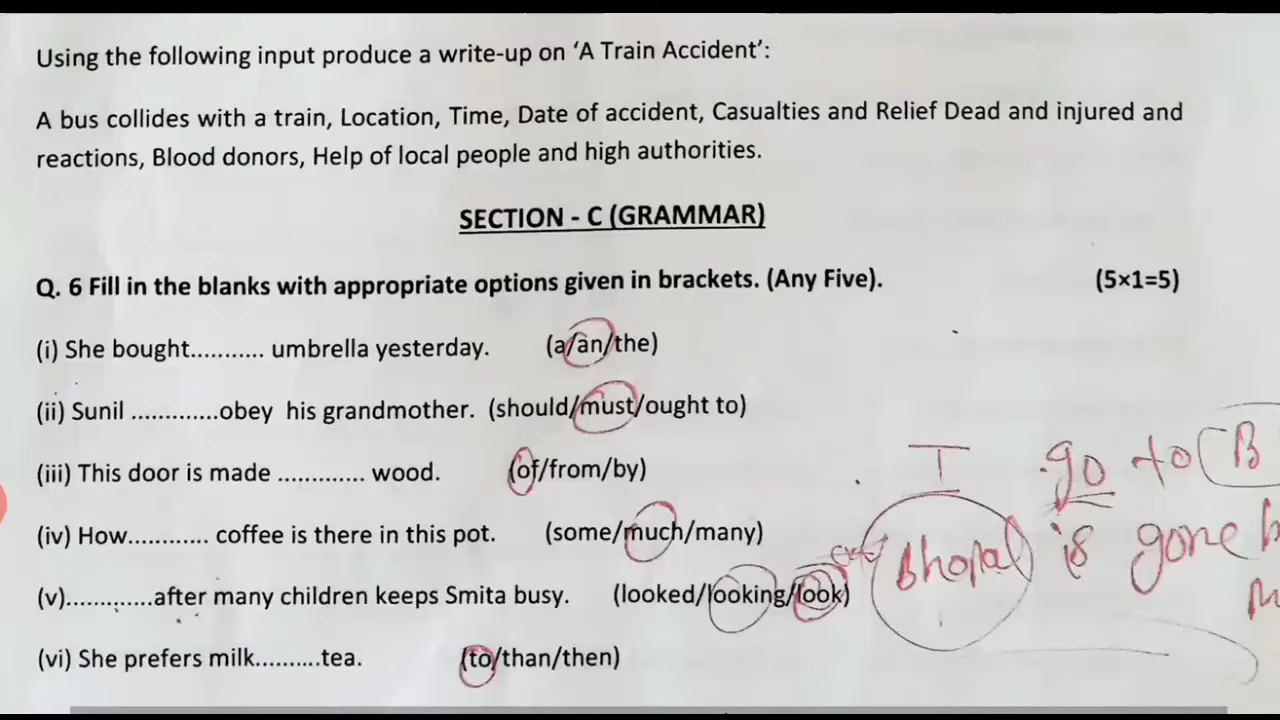 Using the following input produce a write-up on ‘A Train Accident’:
A bus collides with a train, Location, Time, Date of accident, Casualties and Relief Dead and injured and
reactions, Blood donors, Help of local people and high authorities.
SECTION - C (GRAMMAR)
Q. 6 Fill in the blanks with appropriate options given in brackets. (Any Five). (5×1=5)
(i) She bought........... umbrella yesterday. (a/an/the)
(ii) Sunil .............obey his grandmother. (should/must/ought to)
(iii) This door is made ............. wood. (of/from/by)
(iv) How............ coffee is there in this pot. (some/much/many)
(v).............after many children keeps Smita busy. (looked/looking/look)
(vi) She prefers milk..........tea. (to/than/then)
I go to B
Bhopal is gone